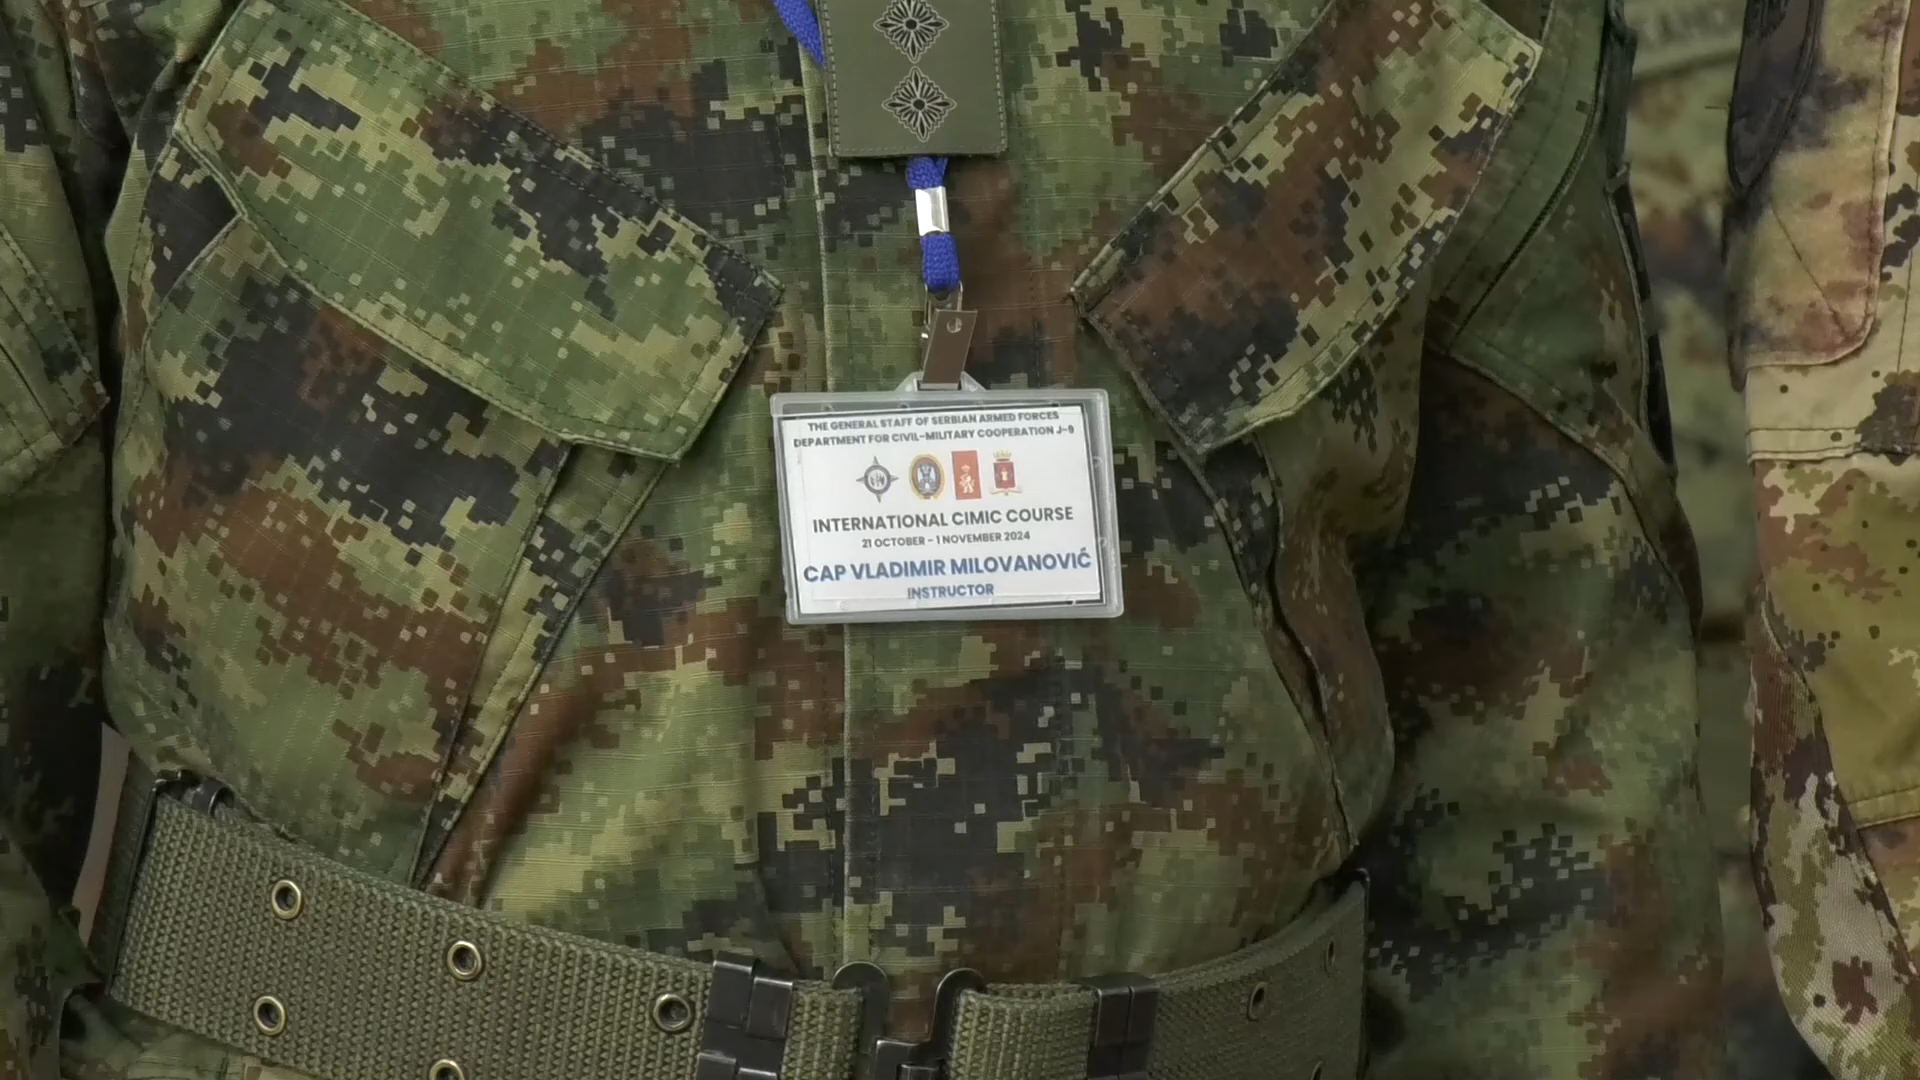 THE GENERAL STAFF OF SERBIAN ARMED FORCES
DEPARTMENT FOR CIVIL-MILITARY COOPERATION J-9
INTERNATIONAL CIMIC COURSE
21 OCTOBER - 1 NOVEMBER 2024
CAP VLADIMIR MILOVANOVIĆ
INSTRUCTOR